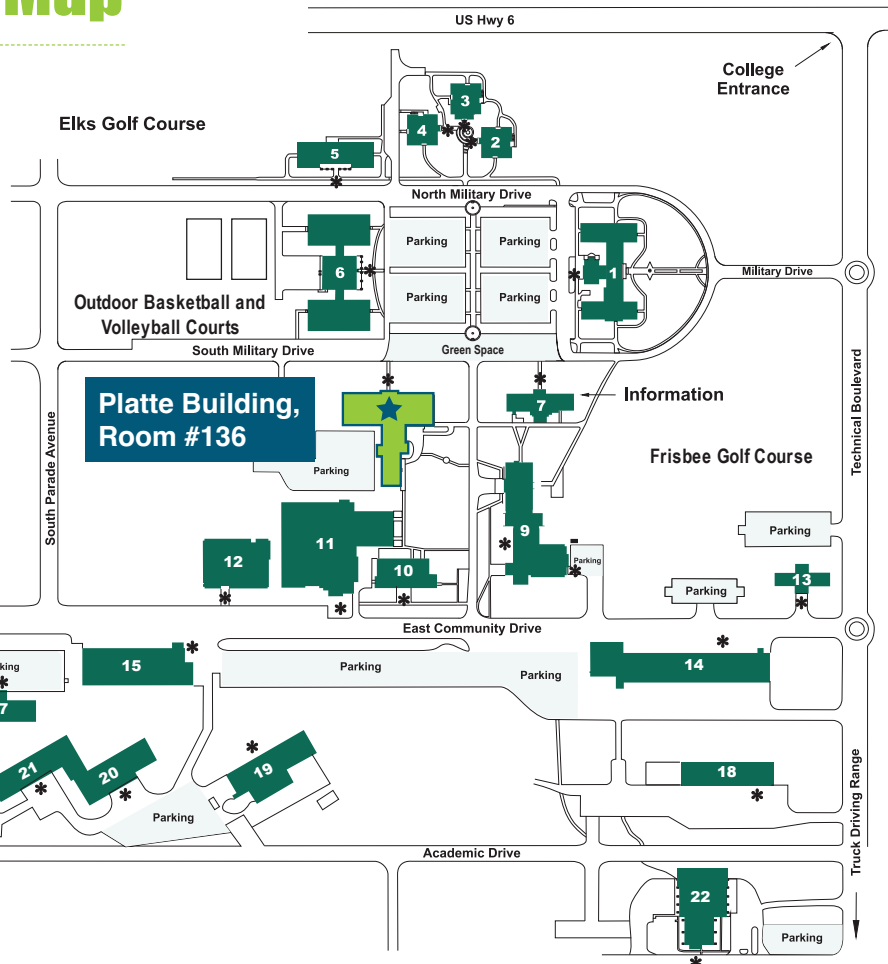 Map
US Hwy 6
College
Entrance
Elks Golf Course
3
4
2
5
North Military Drive
Parking
Parking
6
1
Military Drive
Parking
Parking
Outdoor Basketball and
Volleyball Courts
South Military Drive
Green Space
Platte Building,
Room #136
7
Information
Parking
Frisbee Golf Course
South Parade Avenue
Technical Boulevard
9
11
Parking
12
10
Parking
13
Parking
East Community Drive
15
Parking
Parking
14
king
7
21
20
19
18
Parking
Truck Driving Range
Academic Drive
22
Parking